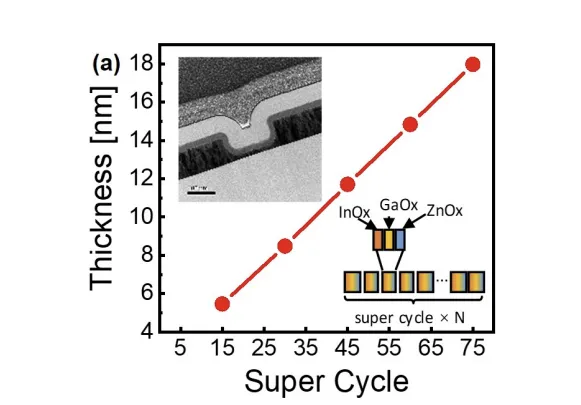 (a)
Thickness [nm]
18
16
14
12
10
8
6
4
InOx
GaOx
ZnOx
...
super cycle × N
5 15 25 35 45 55 65 75
Super Cycle